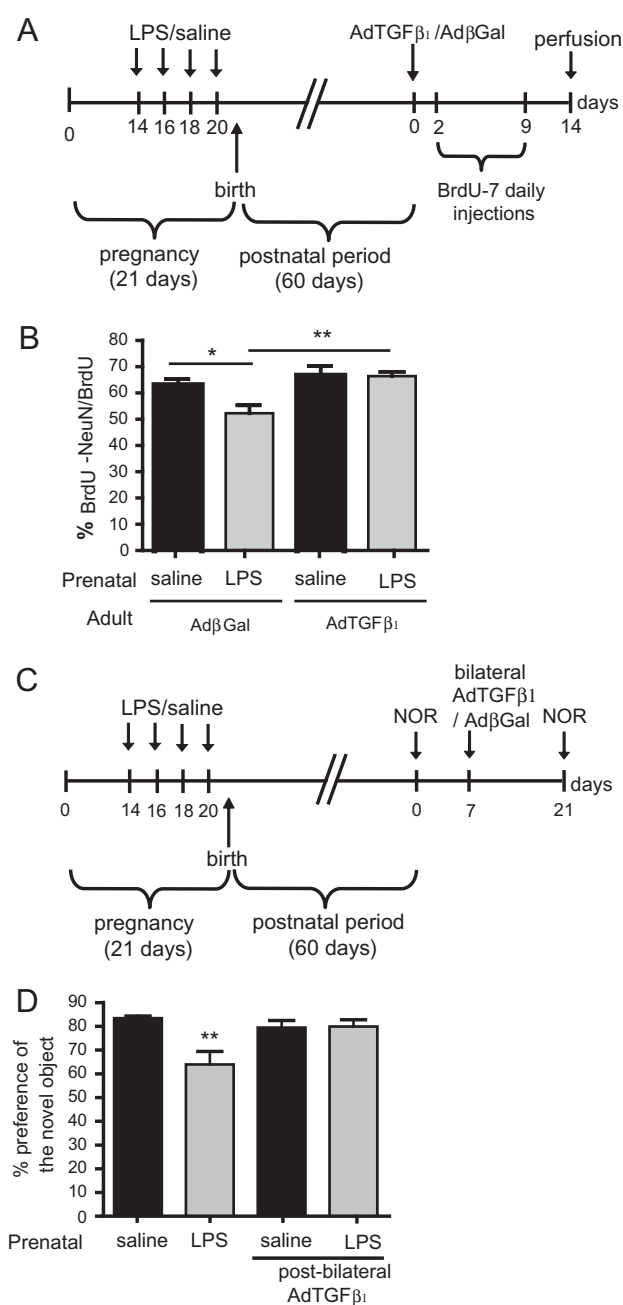 A
LPS/saline
AdTGFβ1 /AdβGal
perfusion
0
14 16 18 20
0 2 9 14
days
birth
BrdU-7 daily
injections
pregnancy
(21 days)
postnatal period
(60 days)
B
% BrdU -NeuN/BrdU
80
70
60
50
40
30
20
10
0
*
**
Prenatal saline LPS saline LPS
Adult AdβGal AdTGFβ1
C
LPS/saline
NOR
bilateral
AdTGFβ1
/ AdβGal
NOR
0 14 16 18 20 0 7 21 days
birth
pregnancy
(21 days)
postnatal period
(60 days)
D
% preference of
the novel object
90
80
70
60
50
40
30
20
10
0
**
Prenatal saline LPS saline LPS
post-bilateral
AdTGFβ1